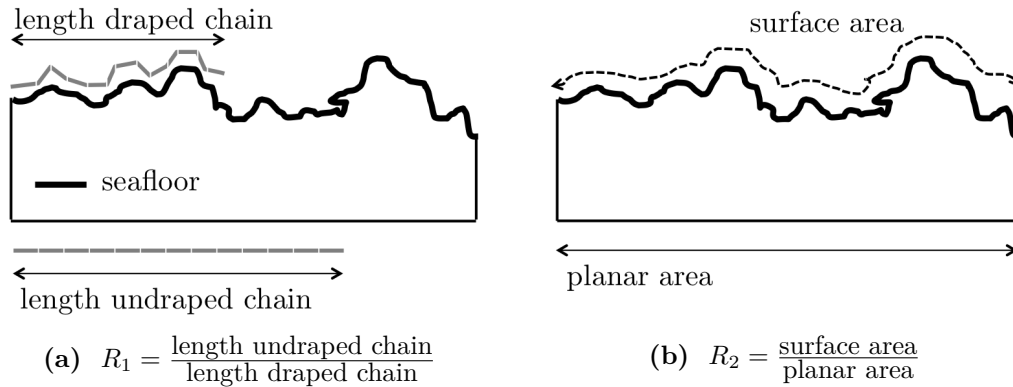 length draped chain
surface area
seafloor
planar area
length undraped chain
(a) R₁ = length undraped chain / length draped chain
(b) R₂ = surface area / planar area